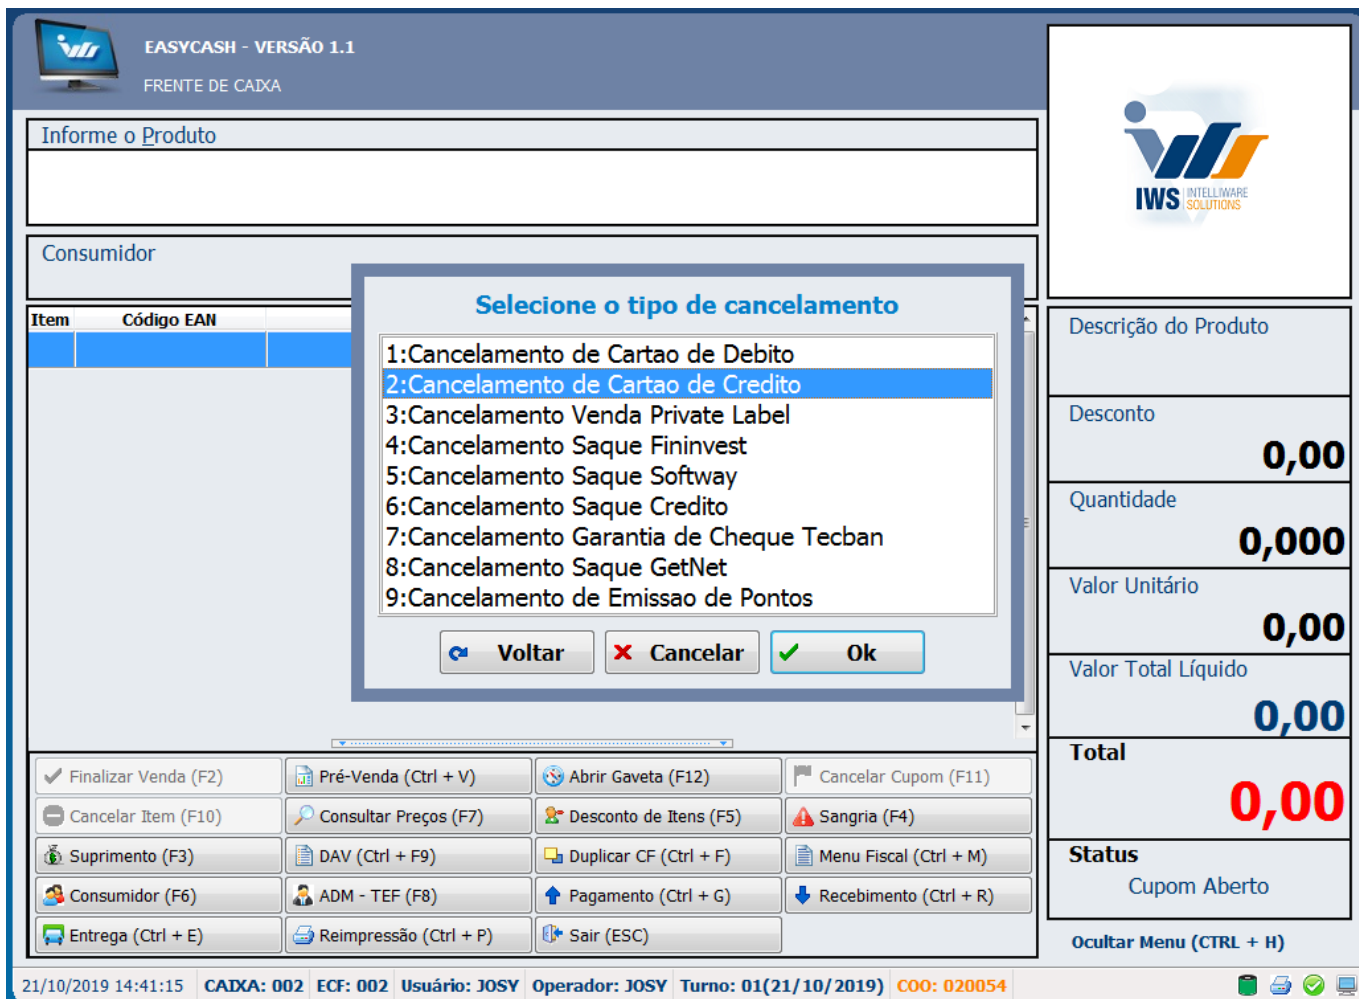 EASYCASH - VERSÃO 1.1
FRENTE DE CAIXA
iws
Informe o Produto
IWS INTELLIWARE SOLUTIONS
Consumidor
Item Código EAN
Selecione o tipo de cancelamento
1:Cancelamento de Cartao de Debito
2:Cancelamento de Cartao de Credito
3:Cancelamento Venda Private Label
4:Cancelamento Saque Fininvest
5:Cancelamento Saque Softway
6:Cancelamento Saque Credito
7:Cancelamento Garantia de Cheque Tecban
8:Cancelamento Saque GetNet
9:Cancelamento de Emissao de Pontos
Voltar Cancelar Ok
Descrição do Produto
Desconto
0,00
Quantidade
0,000
Valor Unitário
0,00
Valor Total Líquido
0,00
Total
0,00
Status
Cupom Aberto
Ocultar Menu (CTRL + H)
Finalizar Venda (F2) Pré-Venda (Ctrl + V) Abrir Gaveta (F12) Cancelar Cupom (F11)
Cancelar Item (F10) Consultar Preços (F7) Desconto de Itens (F5) Sangria (F4)
Suprimento (F3) DAV (Ctrl + F9) Duplicar CF (Ctrl + F) Menu Fiscal (Ctrl + M)
Consumidor (F6) ADM - TEF (F8) Pagamento (Ctrl + G) Recebimento (Ctrl + R)
Entrega (Ctrl + E) Reimpressão (Ctrl + P) Sair (ESC)
21/10/2019 14:41:15 CAIXA: 002 ECF: 002 Usuário: JOSY Operador: JOSY Turno: 01(21/10/2019) COO: 020054